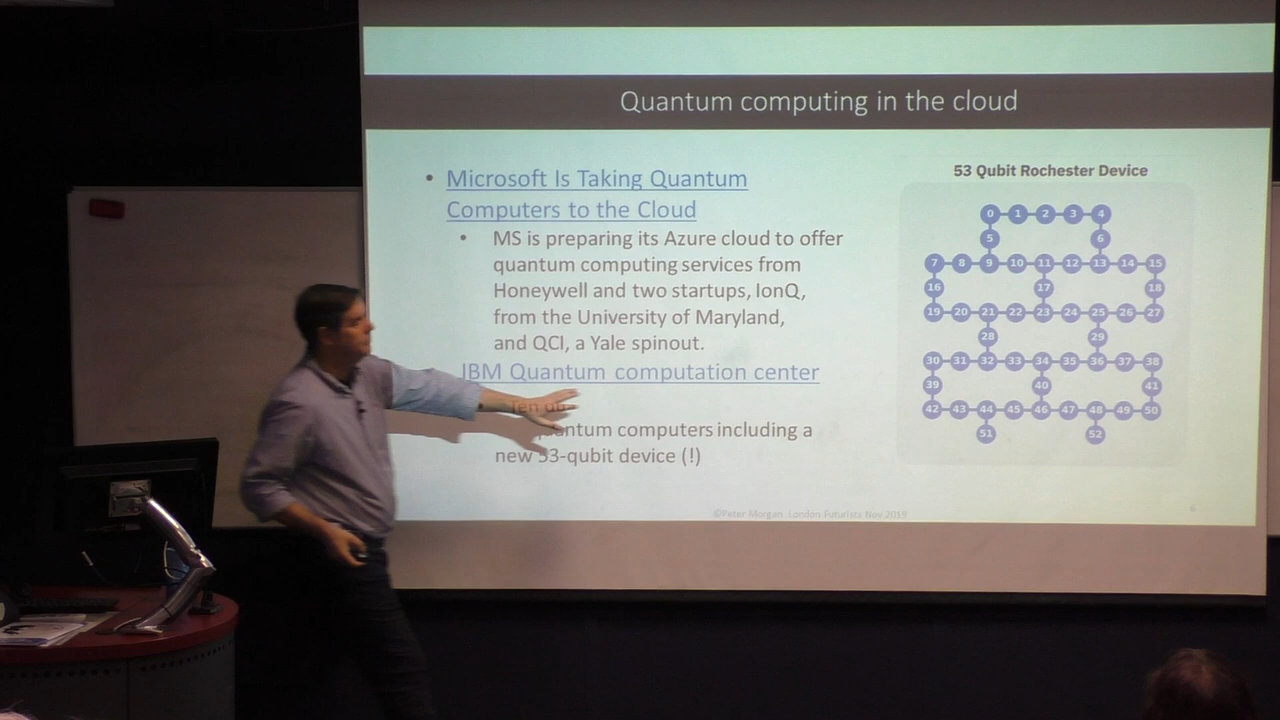 Quantum computing in the cloud
• Microsoft Is Taking Quantum
Computers to the Cloud
• MS is preparing its Azure cloud to offer
quantum computing services from
Honeywell and two startups, IonQ,
from the University of Maryland,
and QCI, a Yale spinout.
IBM Quantum computation center
Ten
quantum computers including a
new 53-qubit device (!)
53 Qubit Rochester Device
0 1 2 3 4
5 6
7 8 9 10 11 12 13 14 15
16 17 18
19 20 21 22 23 24 25 26 27
28 29
30 31 32 33 34 35 36 37 38
39 40 41
42 43 44 45 46 47 48 49 50
51 52
©Peter Morgan London Futurists Nov 2019
6